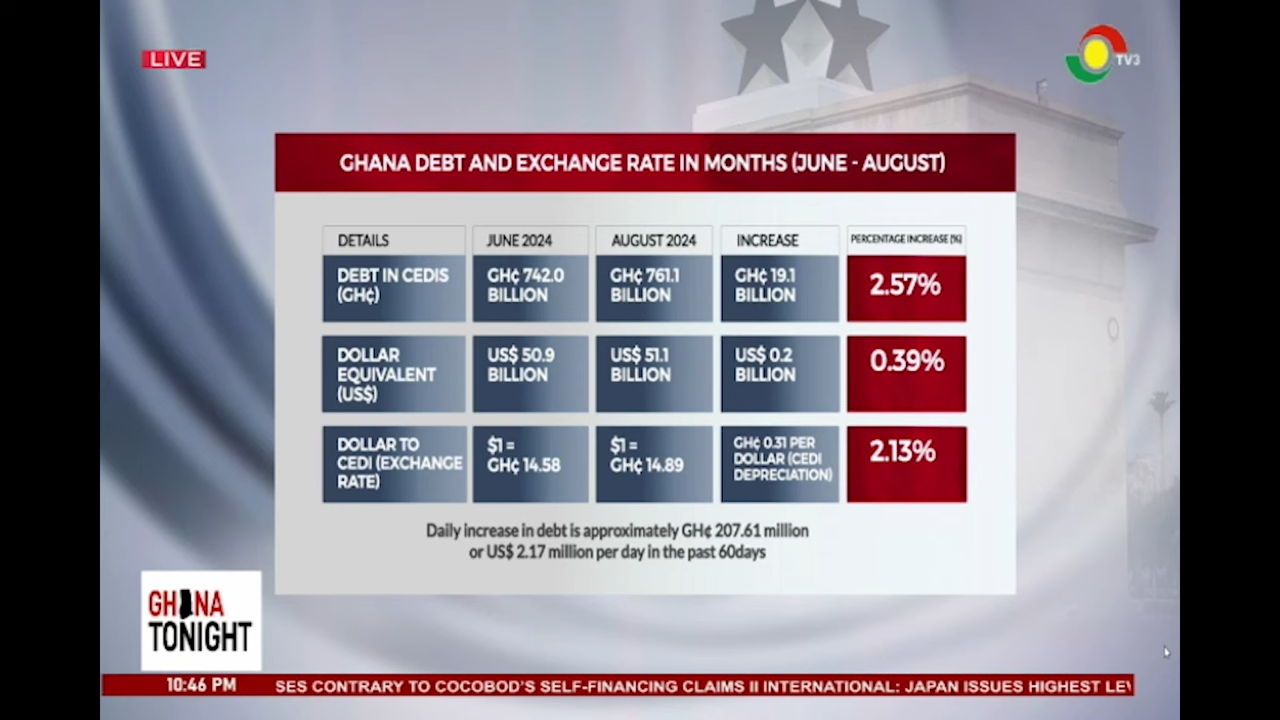 LIVE
TV3
GHANA DEBT AND EXCHANGE RATE IN MONTHS (JUNE - AUGUST)
DETAILS
JUNE 2024
AUGUST 2024
INCREASE
PERCENTAGE INCREASE (%)
DEBT IN CEDIS
(GH₵)
GH₵ 742.0
BILLION
GH₵ 761.1
BILLION
GH₵ 19.1
BILLION
2.57%
DOLLAR
EQUIVALENT
(US$)
US$ 50.9
BILLION
US$ 51.1
BILLION
US$ 0.2
BILLION
0.39%
DOLLAR TO
CEDI (EXCHANGE
RATE)
$1 =
GH₵ 14.58
$1 =
GH₵ 14.89
GH₵ 0.31 PER
DOLLAR (CEDI
DEPRECIATION)
2.13%
Daily increase in debt is approximately GH₵ 207.61 million
or US$ 2.17 million per day in the past 60days
GHANA
TONIGHT
10:46 PM
SES CONTRARY TO COCOBOD'S SELF-FINANCING CLAIMS II INTERNATIONAL: JAPAN ISSUES HIGHEST